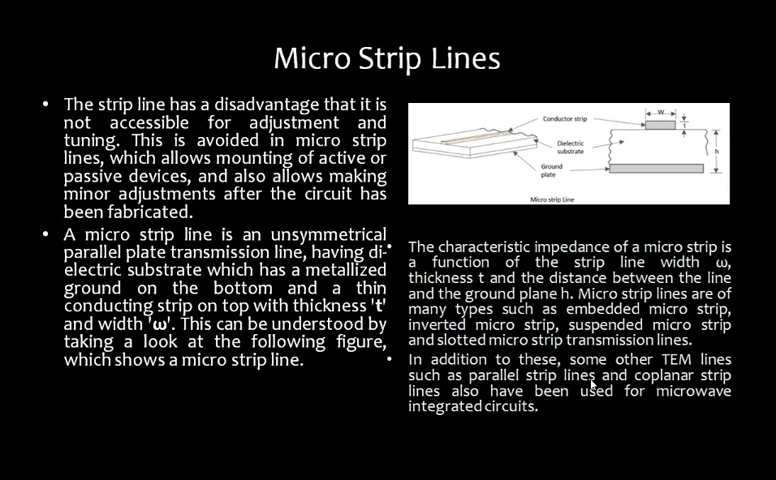 Micro Strip Lines
• The strip line has a disadvantage that it is
not accessible for adjustment and
tuning. This is avoided in micro strip
lines, which allows mounting of active or
passive devices, and also allows making
minor adjustments after the circuit has
been fabricated.
• A micro strip line is an unsymmetrical
parallel plate transmission line, having di-
electric substrate which has a metallized
ground on the bottom and a thin
conducting strip on top with thickness 't'
and width 'ω'. This can be understood by
taking a look at the following figure,
which shows a micro strip line.
Conductor strip
Dielectric
substrate
Ground
plate
W
t
h
Micro strip Line
• The characteristic impedance of a micro strip is
a function of the strip line width ω,
thickness t and the distance between the line
and the ground plane h. Micro strip lines are of
many types such as embedded micro strip,
inverted micro strip, suspended micro strip
and slotted micro strip transmission lines.
• In addition to these, some other TEM lines
such as parallel strip lines and coplanar strip
lines also have been used for microwave
integrated circuits.